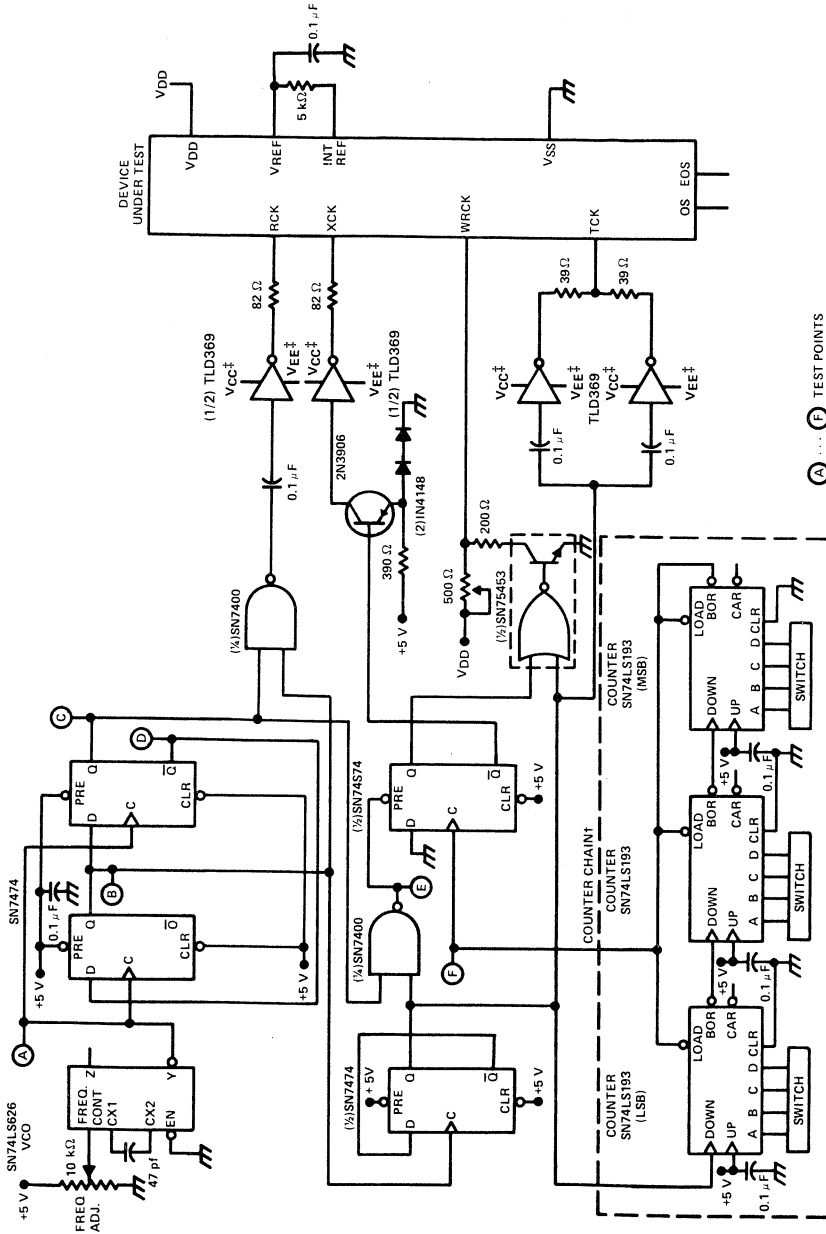 +5 V
SN74LS626
VCO
10 kΩ
FREQ
ADJ.
FREQ.
CONT
CX1
CX2
EN
Z
Y
47 pf
A
SN7474
+5 V
0.1 μF
PRE
D
Q
C
Q
CLR
+5 V
B
PRE
D
Q
C
Q
CLR
C
D
(¼)SN7400
0.1 μF
(1/2) TLD369
VCC‡
VEE‡
82 Ω
RCK
VCC‡
VEE‡
82 Ω
XCK
(1/2) TLD369
2N3906
(2)IN4148
390 Ω
+5 V
DEVICE
UNDER TEST
VDD
VDD
VREF
INT
REF
5 kΩ
0.1 μF
WRCK
VSS
TCK
OS
EOS
(½)SN7474
+ 5V
PRE
D
Q
C
Q
CLR
+5 V
(¼)SN7400
E
F
(½)SN74S74
PRE
D
Q
C
Q
CLR
+5 V
VDD
500 Ω
200 Ω
(½)SN75453
0.1 μF
0.1 μF
VCC‡
VEE‡
TLD369
VCC‡
VEE‡
39 Ω
39 Ω
COUNTER CHAIN†
COUNTER
SN74LS193
(LSB)
DOWN
UP
LOAD
BOR
CAR
CLR
A B C D
SWITCH
+5 V
0.1 μF
COUNTER
SN74LS193
DOWN
UP
LOAD
BOR
CAR
CLR
A B C D
SWITCH
+5 V
0.1 μF
COUNTER
SN74LS193
(MSB)
DOWN
UP
LOAD
BOR
CAR
CLR
A B C D
SWITCH
+5 V
0.1 μF
A ... F TEST POINTS